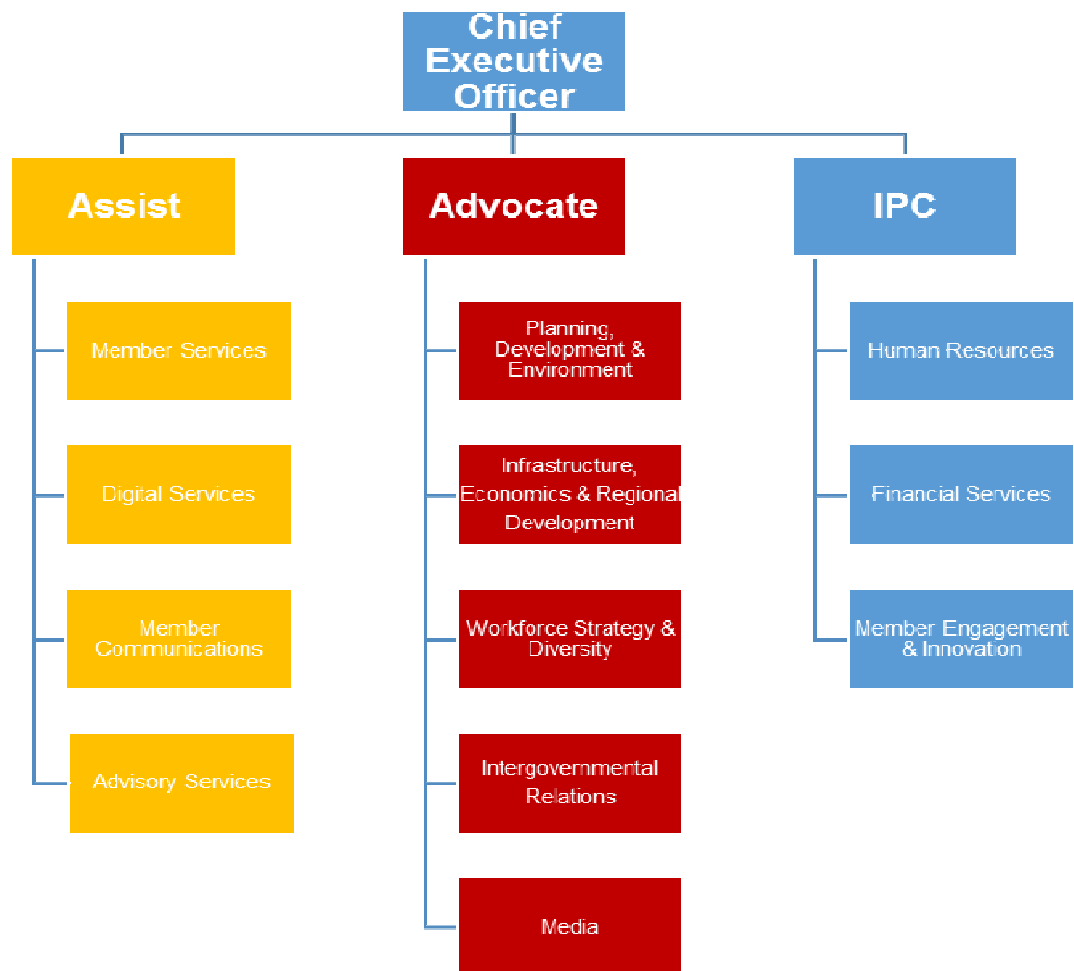 Chief
Executive
Officer
Assist
Advocate
IPC
Member Services
Digital Services
Member
Communications
Advisory Services
Planning,
Development &
Environment
Infrastructure,
Economics & Regional
Development
Workforce Strategy &
Diversity
Intergovernmental
Relations
Media
Human Resources
Financial Services
Member Engagement
& Innovation